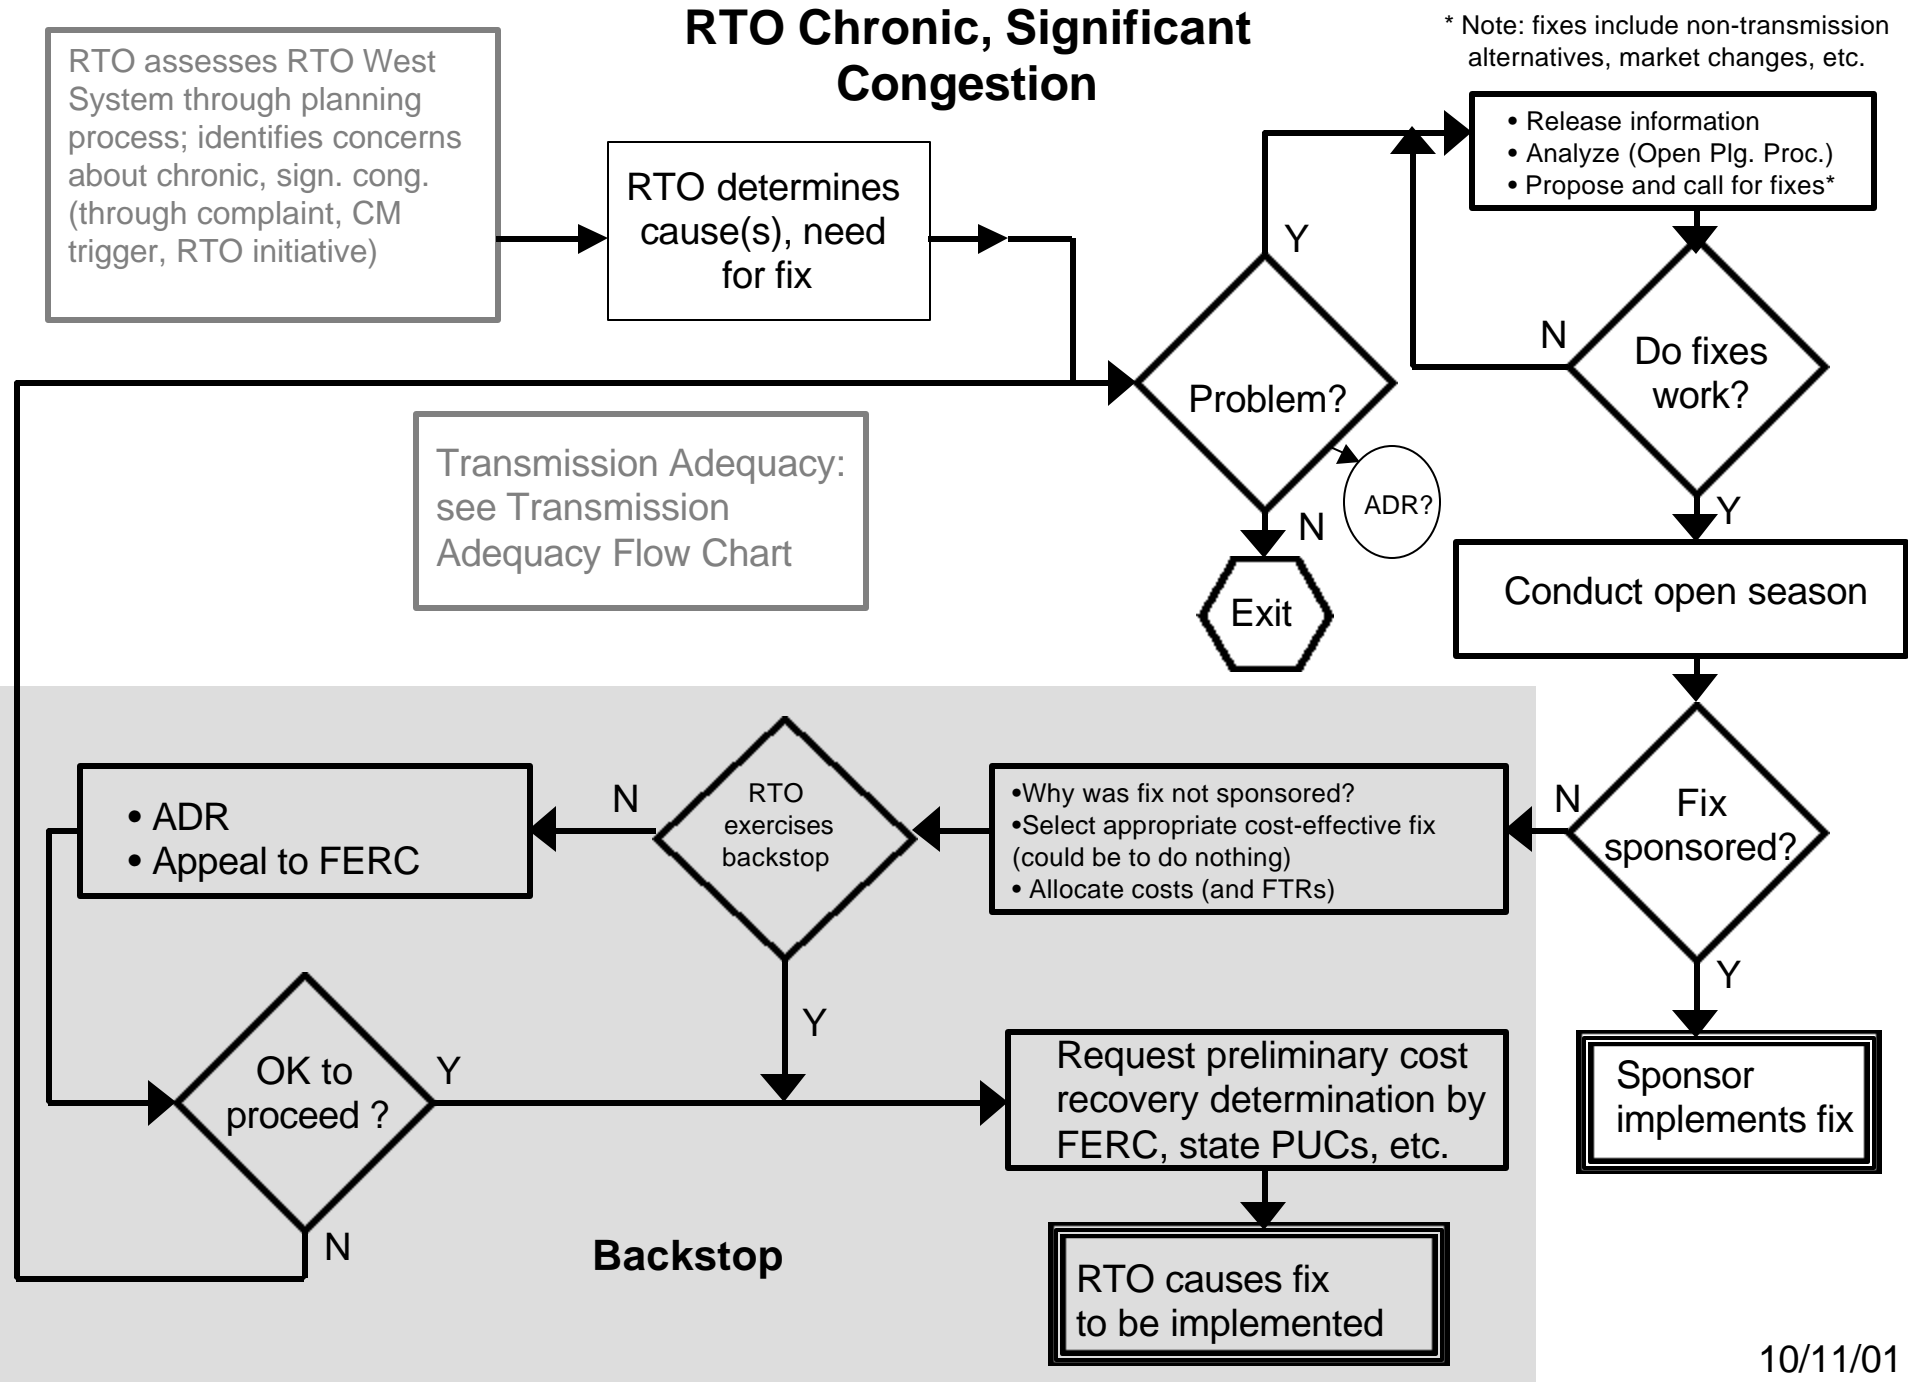 RTO Chronic, Significant
Congestion
* Note: fixes include non-transmission
alternatives, market changes, etc.
RTO assesses RTO West
System through planning
process; identifies concerns
about chronic, sign. cong.
(through complaint, CM
trigger, RTO initiative)
RTO determines
cause(s), need
for fix
• Release information
• Analyze (Open Plg. Proc.)
• Propose and call for fixes*
Y
Problem?
N
Do fixes
work?
ADR?
N
Y
Exit
Transmission Adequacy:
see Transmission
Adequacy Flow Chart
Conduct open season
Fix
sponsored?
N
Y
Sponsor
implements fix
•Why was fix not sponsored?
•Select appropriate cost-effective fix
(could be to do nothing)
• Allocate costs (and FTRs)
RTO
exercises
backstop
N
Y
• ADR
• Appeal to FERC
OK to
proceed ?
Y
N
Request preliminary cost
recovery determination by
FERC, state PUCs, etc.
Backstop
RTO causes fix
to be implemented
10/11/01